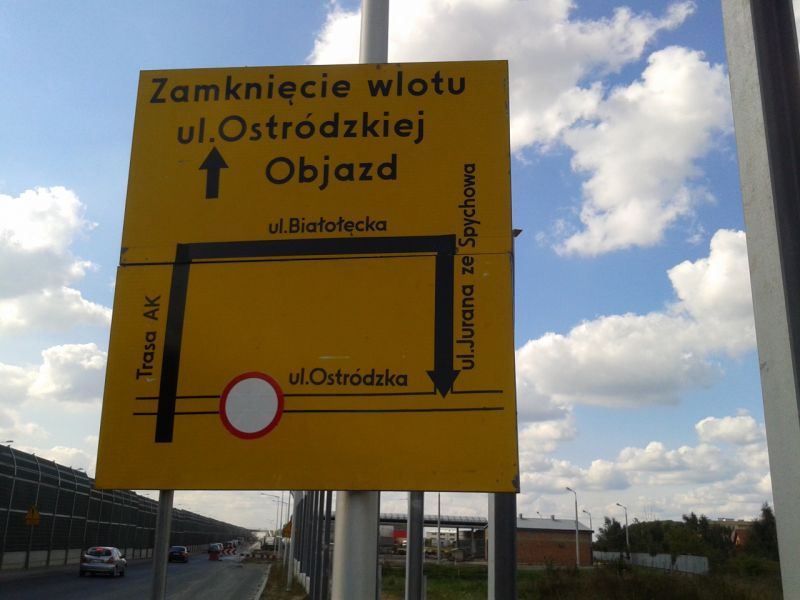 Zamknięcie wlotu
ul.Ostródzkiej
Objazd
ul.Białołęcka
ul.Jurana ze Spychowa
Trasa AK
ul.Ostródzka